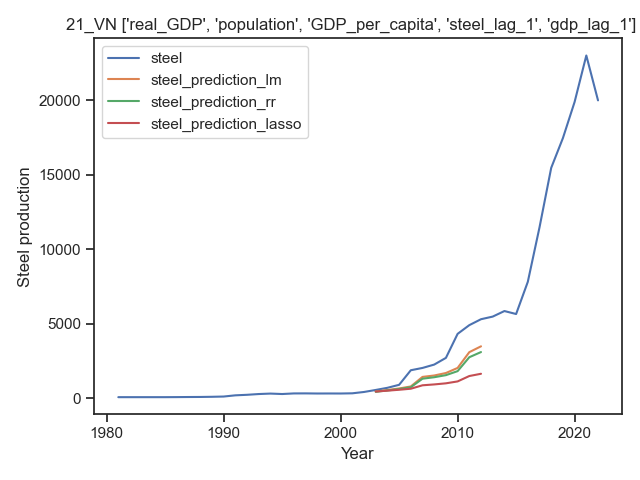 21_VN ['real_GDP', 'population', 'GDP_per_capita', 'steel_lag_1', 'gdp_lag_1']
steel
steel_prediction_lm
steel_prediction_rr
steel_prediction_lasso
20000
15000
10000
5000
0
Steel production
1980
1990
2000
2010
2020
Year